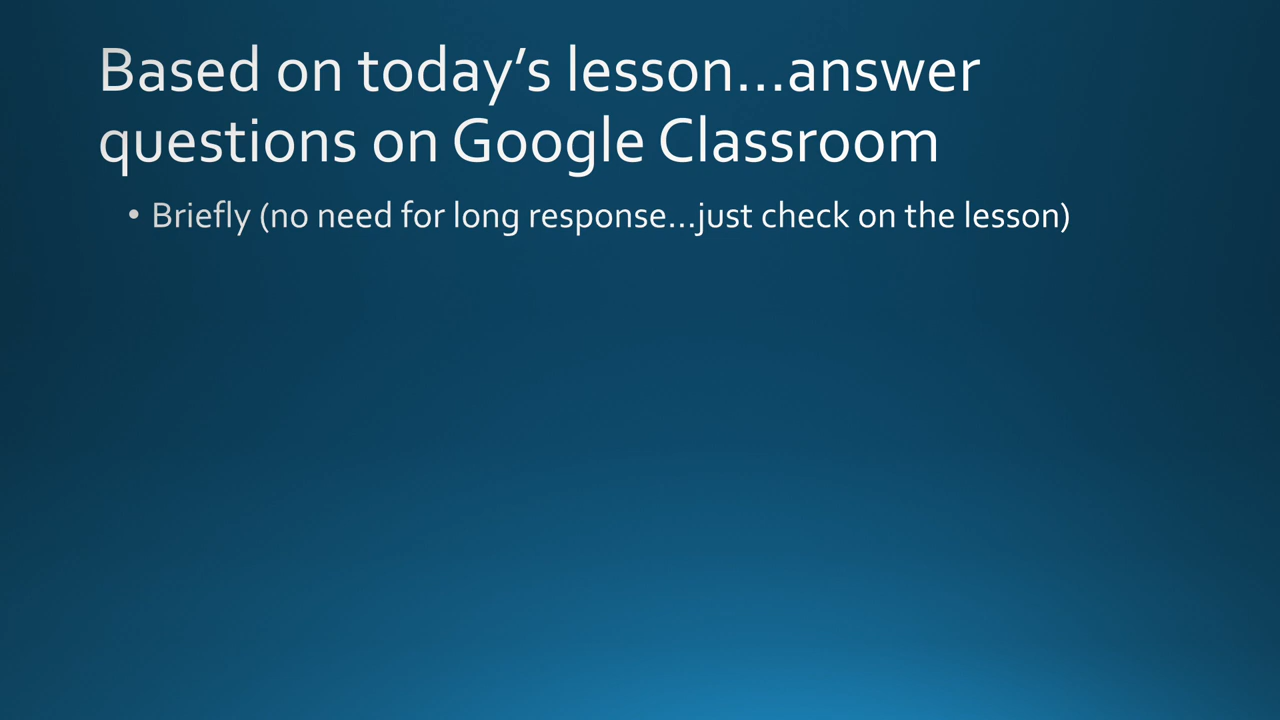 Based on today’s lesson…answer
questions on Google Classroom
• Briefly (no need for long response…just check on the lesson)